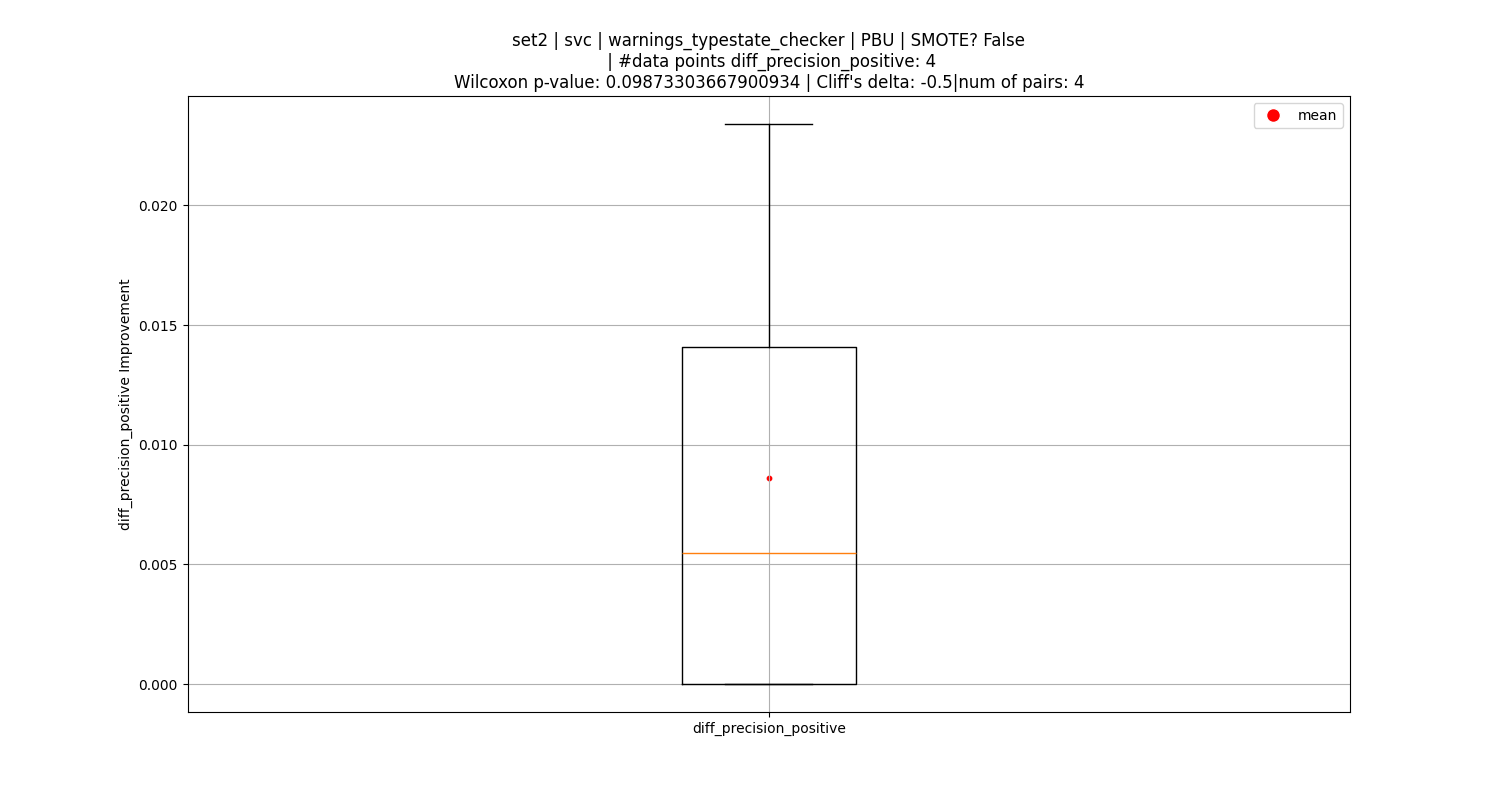 set2 | svc | warnings_typestate_checker | PBU | SMOTE? False
| #data points diff_precision_positive: 4
Wilcoxon p-value: 0.09873303667900934 | Cliff's delta: -0.5|num of pairs: 4
mean
0.020
0.015
0.010
0.005
0.000
diff_precision_positive Improvement
diff_precision_positive